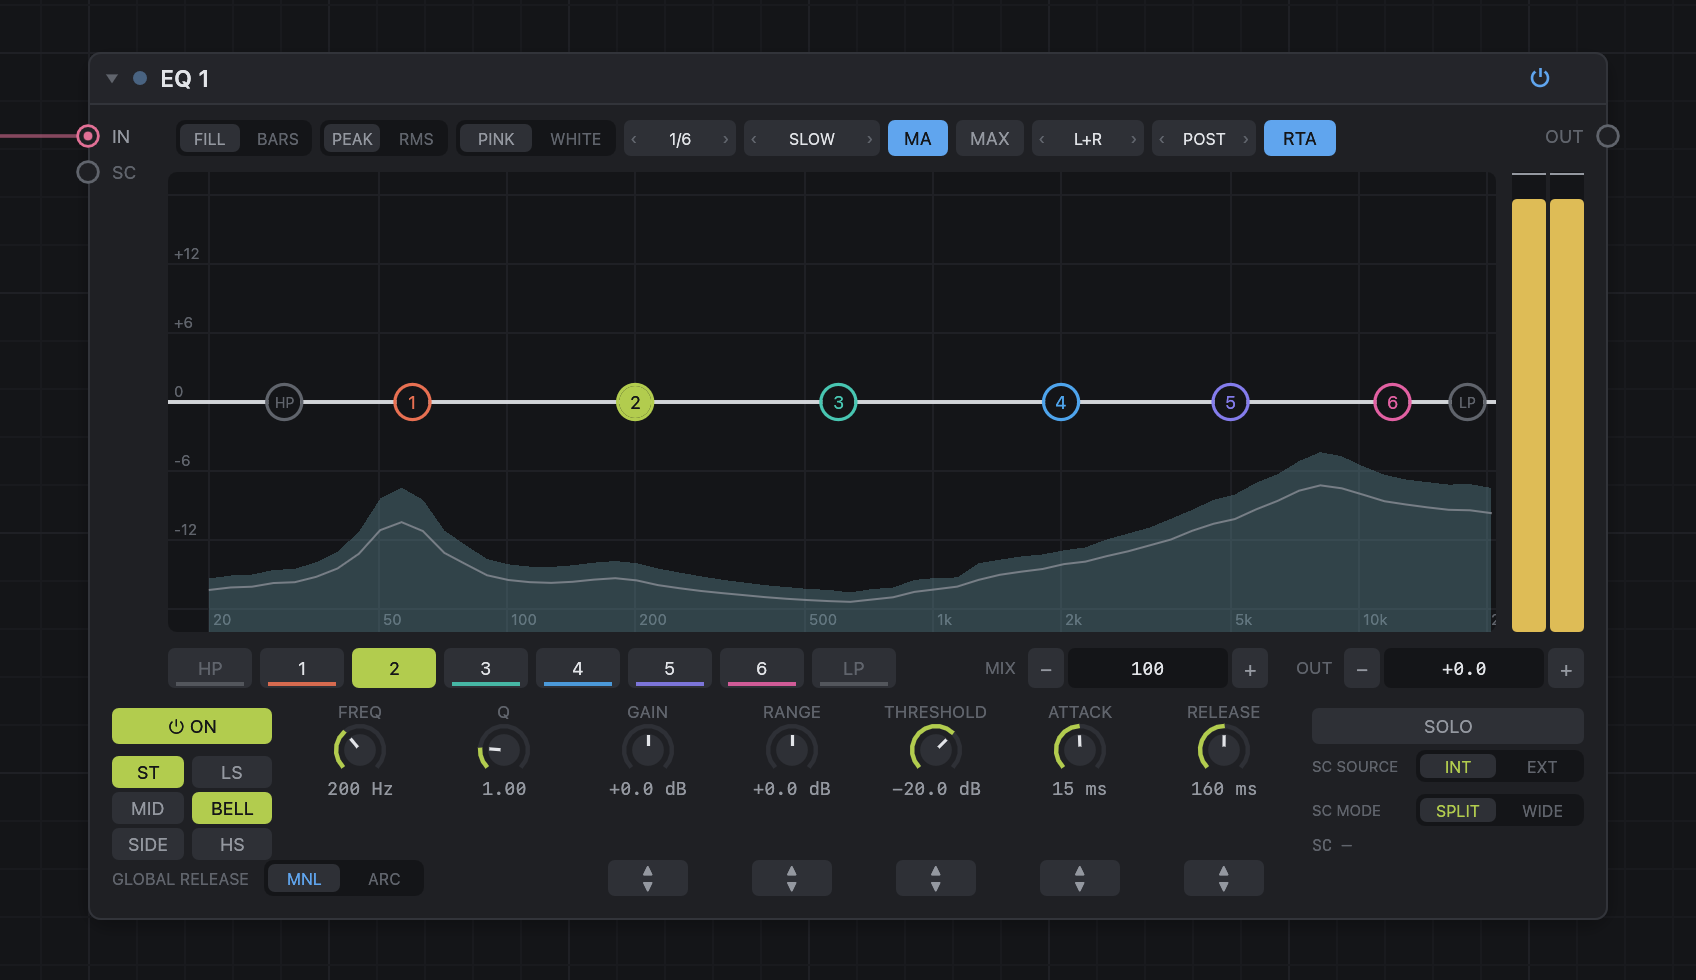 EQ 1
IN
FILL BARS PEAK RMS PINK WHITE ‹ 1/6 › ‹ SLOW › MA MAX ‹ L+R › ‹ POST › RTA
OUT
SC
+12
+6
0
-6
-12
HP 1 2 3 4 5 6 LP
20 50 100 200 500 1k 2k 5k 10k
HP 1 2 3 4 5 6 LP
MIX − 100 + OUT − +0.0 +
ON
FREQ Q GAIN RANGE THRESHOLD ATTACK RELEASE
SOLO
ST LS
SC SOURCE INT EXT
MID BELL
200 Hz 1.00 +0.0 dB +0.0 dB −20.0 dB 15 ms 160 ms
SC MODE SPLIT WIDE
SIDE HS
SC —
GLOBAL RELEASE MNL ARC